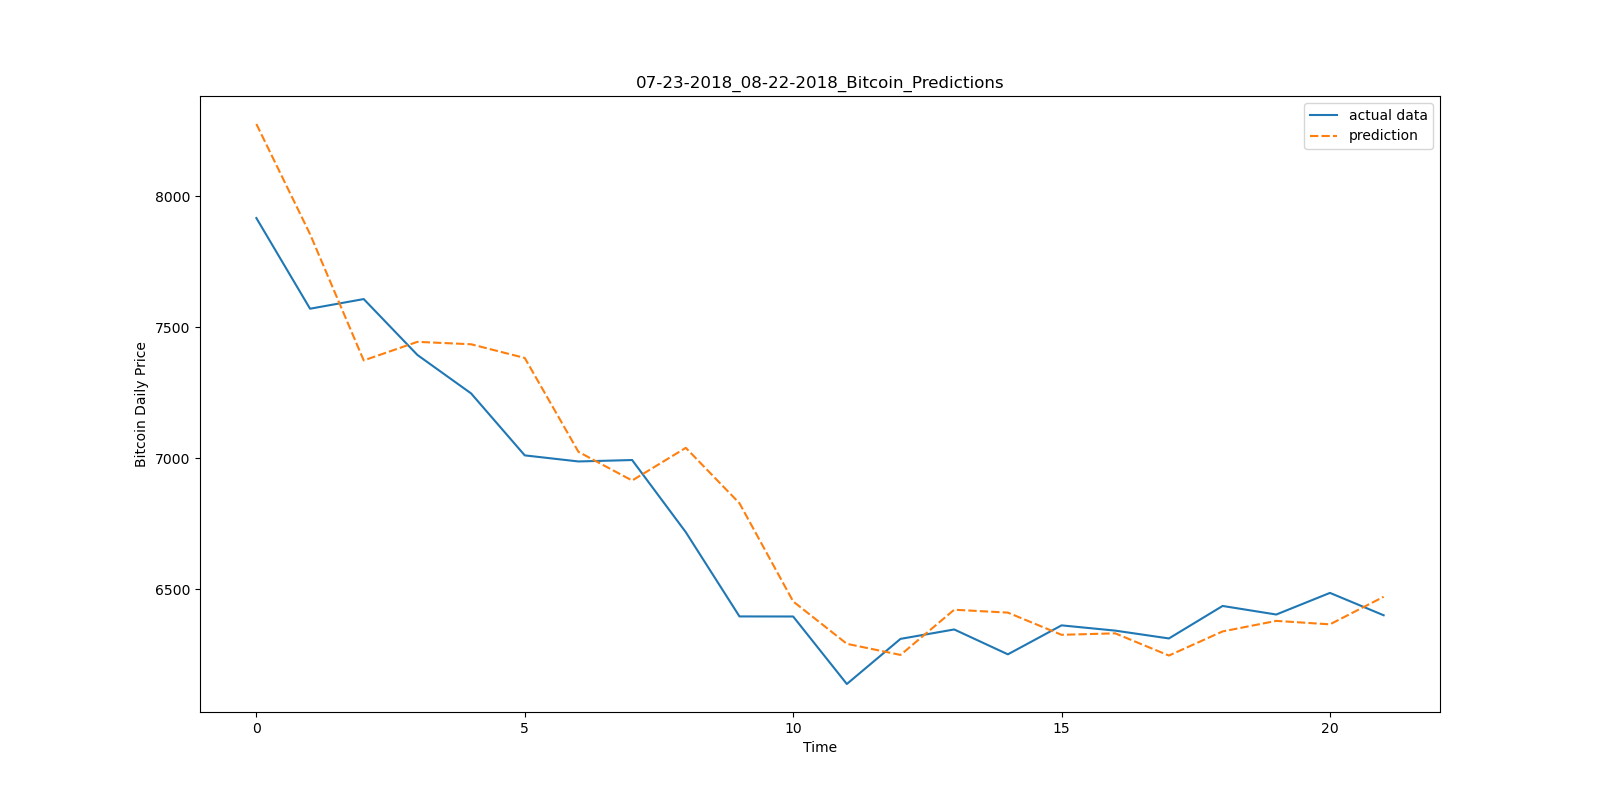 07-23-2018_08-22-2018_Bitcoin_Predictions
actual data
prediction
Bitcoin Daily Price
8000
7500
7000
6500
0 5 10 15 20
Time